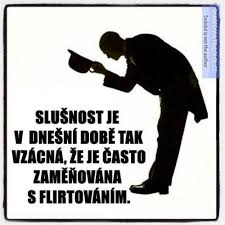 SLUŠNOST JE
V DNEŠNÍ DOBĚ TAK
VZÁCNÁ, ŽE JE ČASTO
ZAMĚŇOVÁNA
S FLIRTOVÁNÍM.